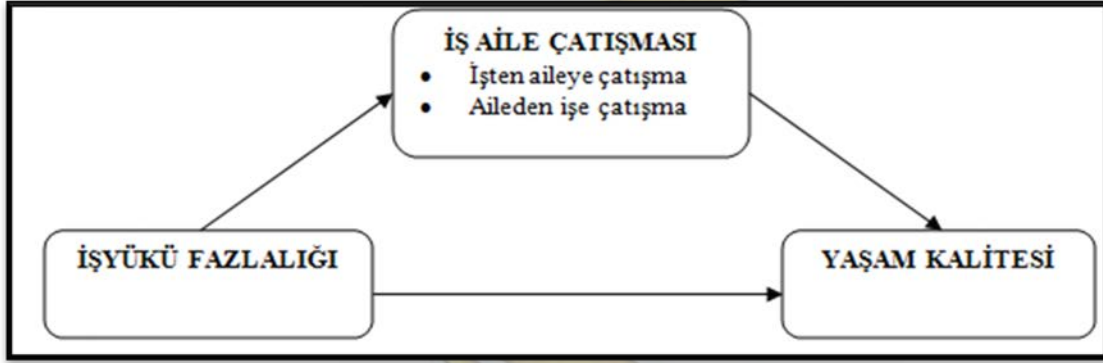 İŞ AİLE ÇATIŞMASI
• İşten aileye çatışma
• Aileden işe çatışma
İŞYÜKÜ FAZLALIĞI
YAŞAM KALİTESİ